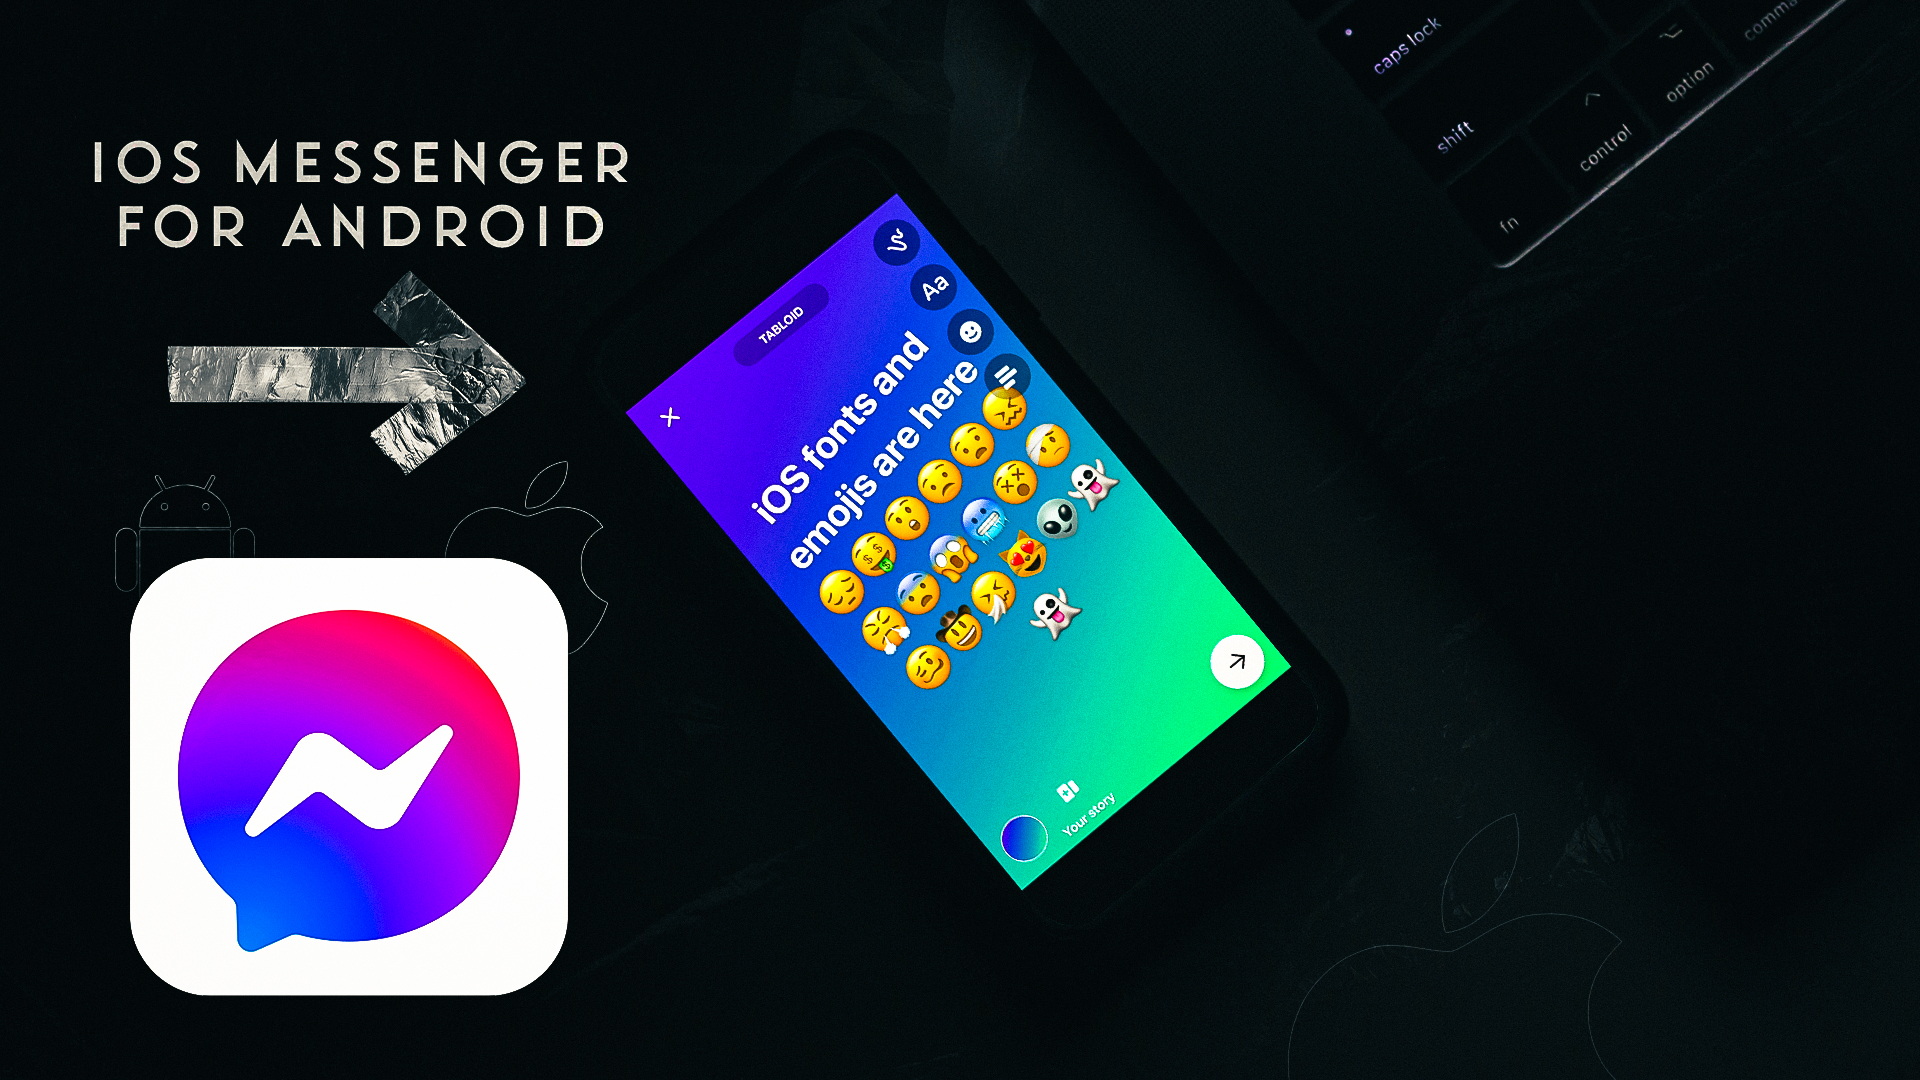 IOS MESSENGER
FOR ANDROID
TABLOID
Aa
iOS fonts and
emojis are here
Your story
caps lock
shift
fn
control
option